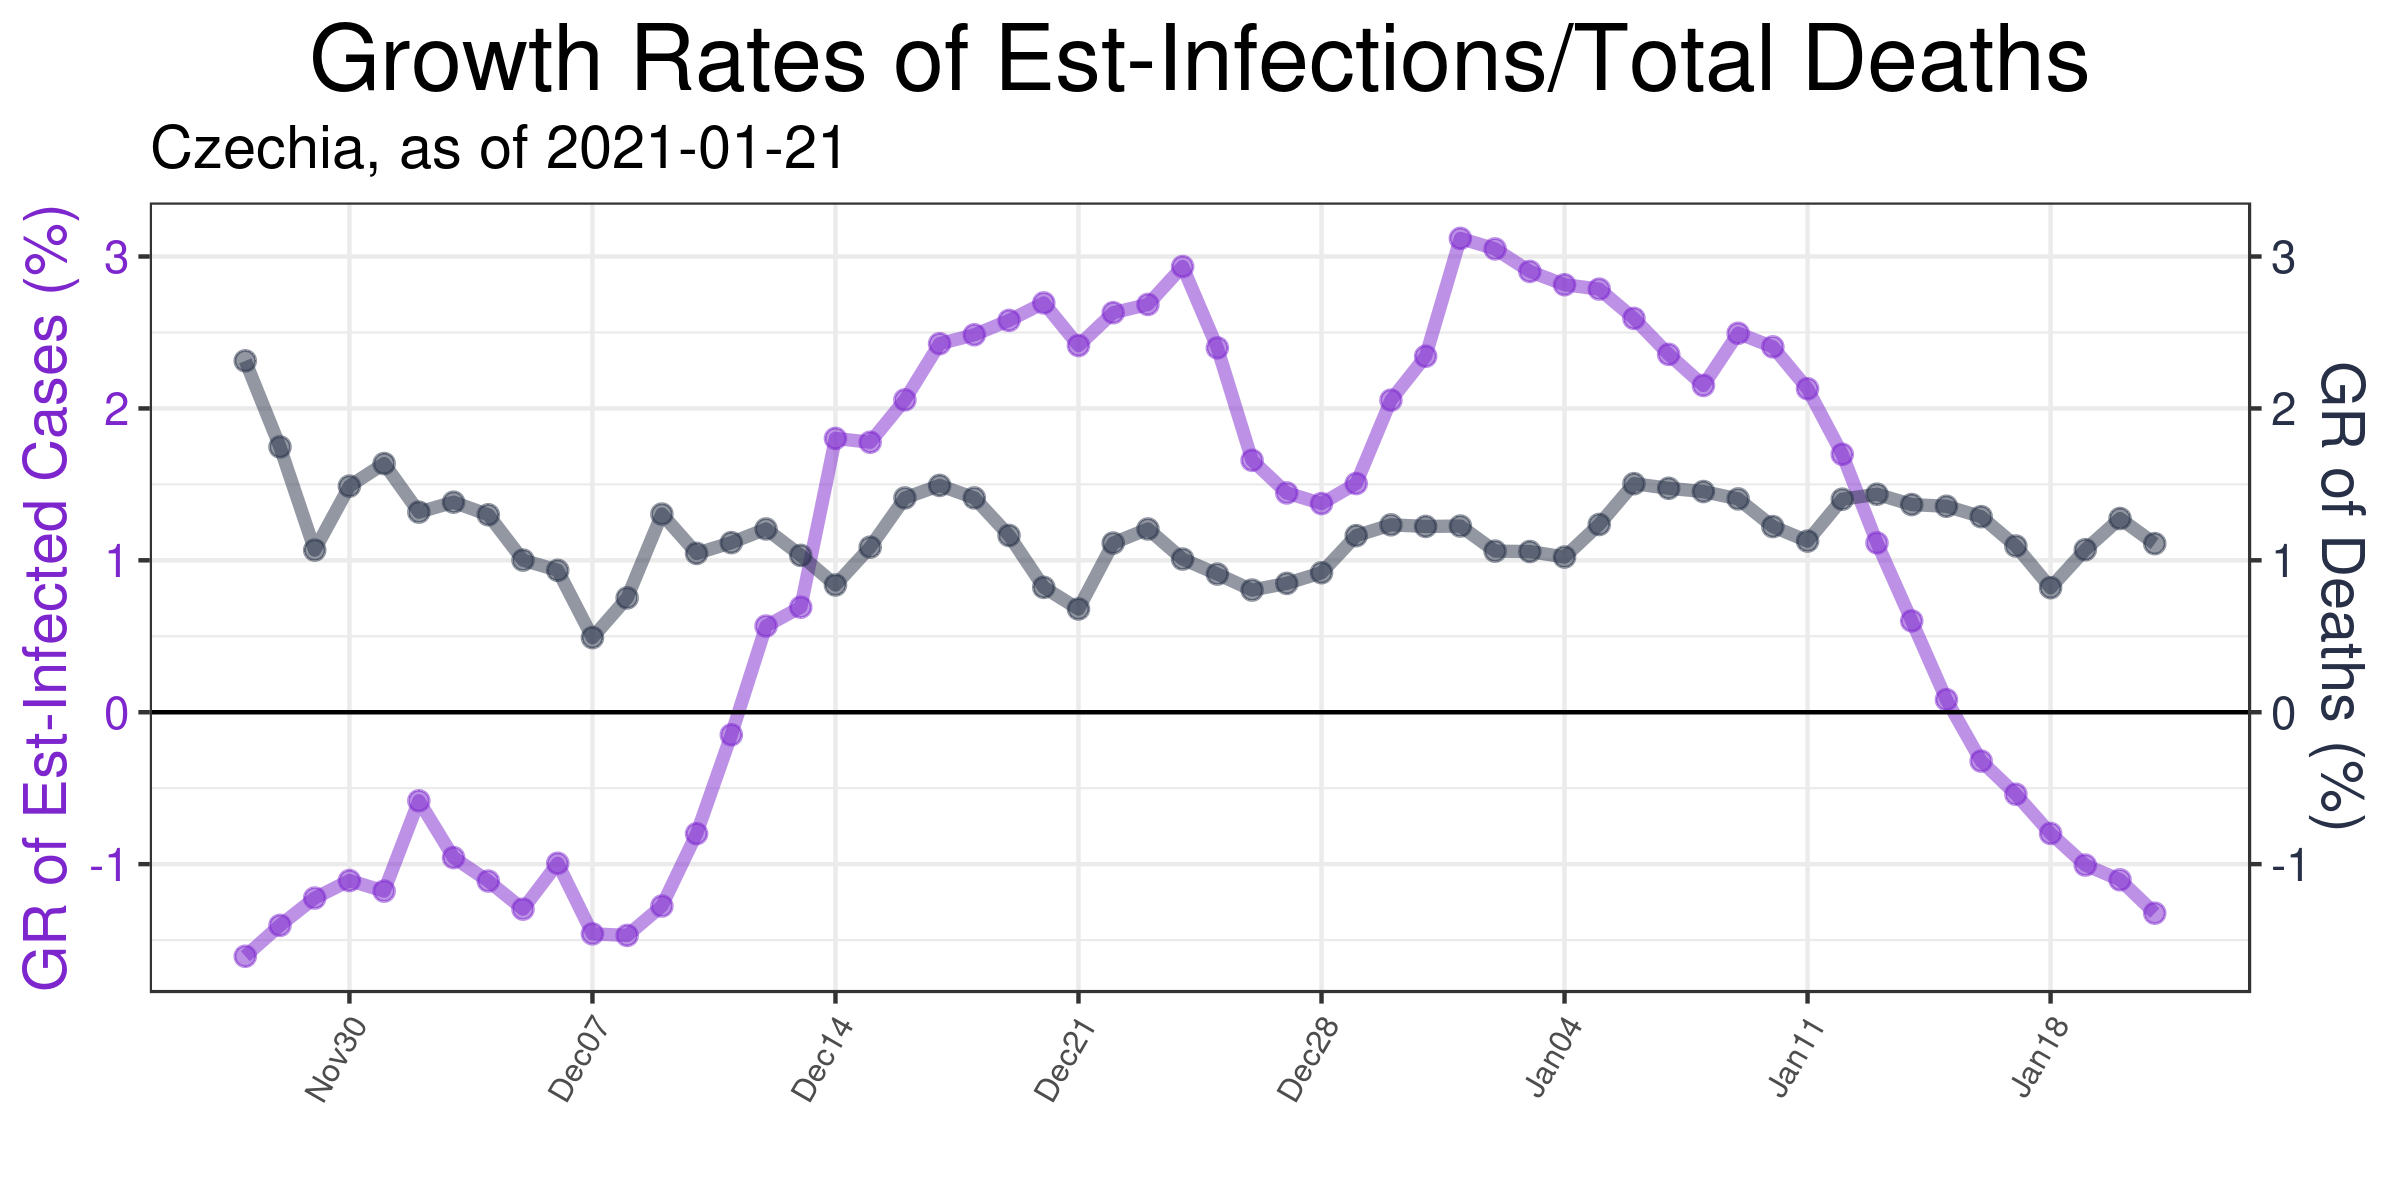 Growth Rates of Est-Infections/Total Deaths
Czechia, as of 2021-01-21
GR of Est-Infected Cases (%)
3
2
1
0
-1
3
2
1
0
-1
GR of Deaths (%)
Nov30
Dec07
Dec14
Dec21
Dec28
Jan04
Jan11
Jan18